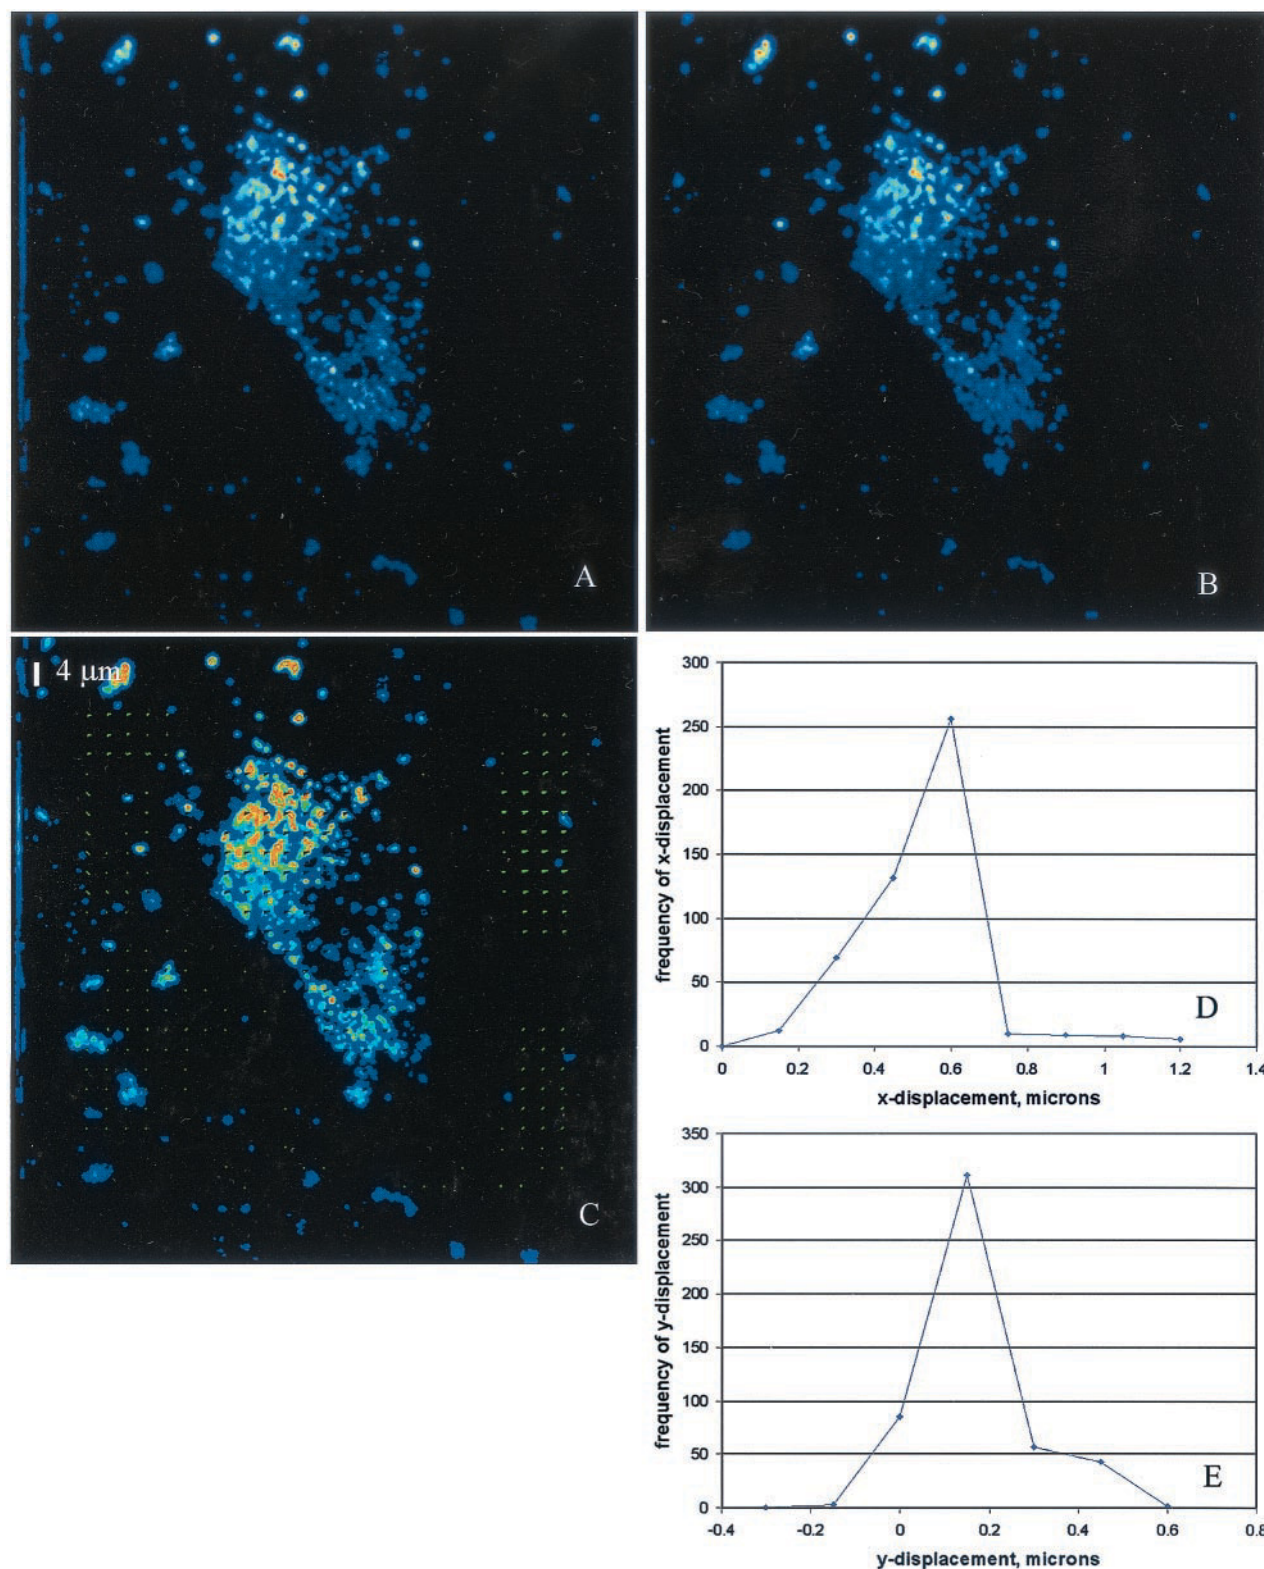 A
B
4 μm
C
300
250
200
150
100
50
0
frequency of x-displacement
D
0 0.2 0.4 0.6 0.8 1 1.2 1.4
x-displacement, microns
350
300
250
200
150
100
50
0
frequency of y-displacement
E
-0.4 -0.2 0 0.2 0.4 0.6 0.8
y-displacement, microns